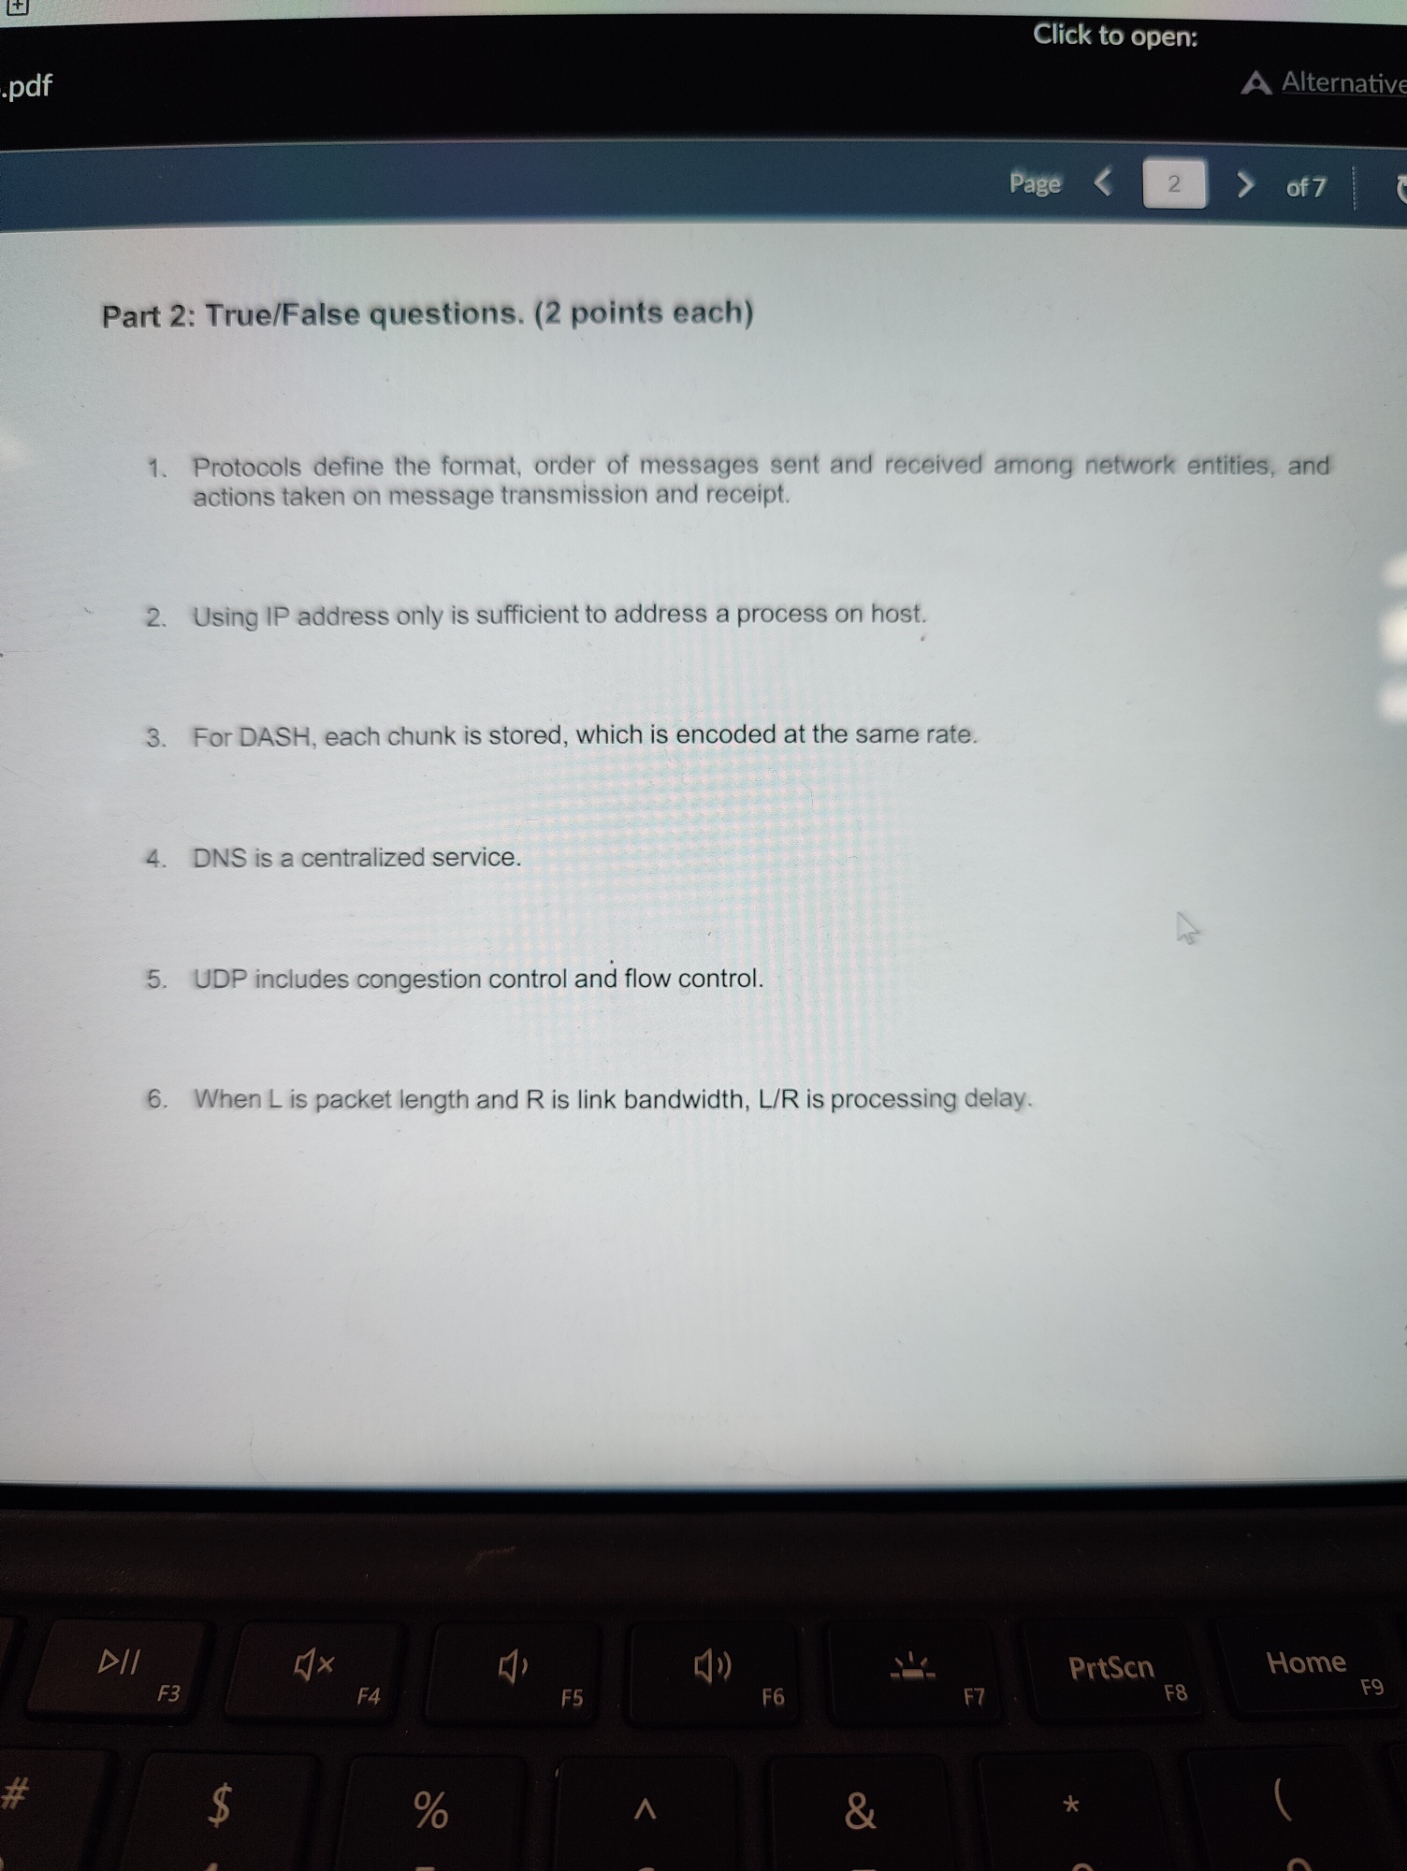 Click to open:
.pdf
Alternative
Page 2 of 7
Part 2: True/False questions. (2 points each)
1. Protocols define the format, order of messages sent and received among network entities, and
actions taken on message transmission and receipt.
2. Using IP address only is sufficient to address a process on host.
3. For DASH, each chunk is stored, which is encoded at the same rate.
4. DNS is a centralized service.
5. UDP includes congestion control and flow control.
6. When L is packet length and R is link bandwidth, L/R is processing delay.
F3 F4 F5 F6 F7 PrtScn F8 Home F9
# $ % ^ & * (